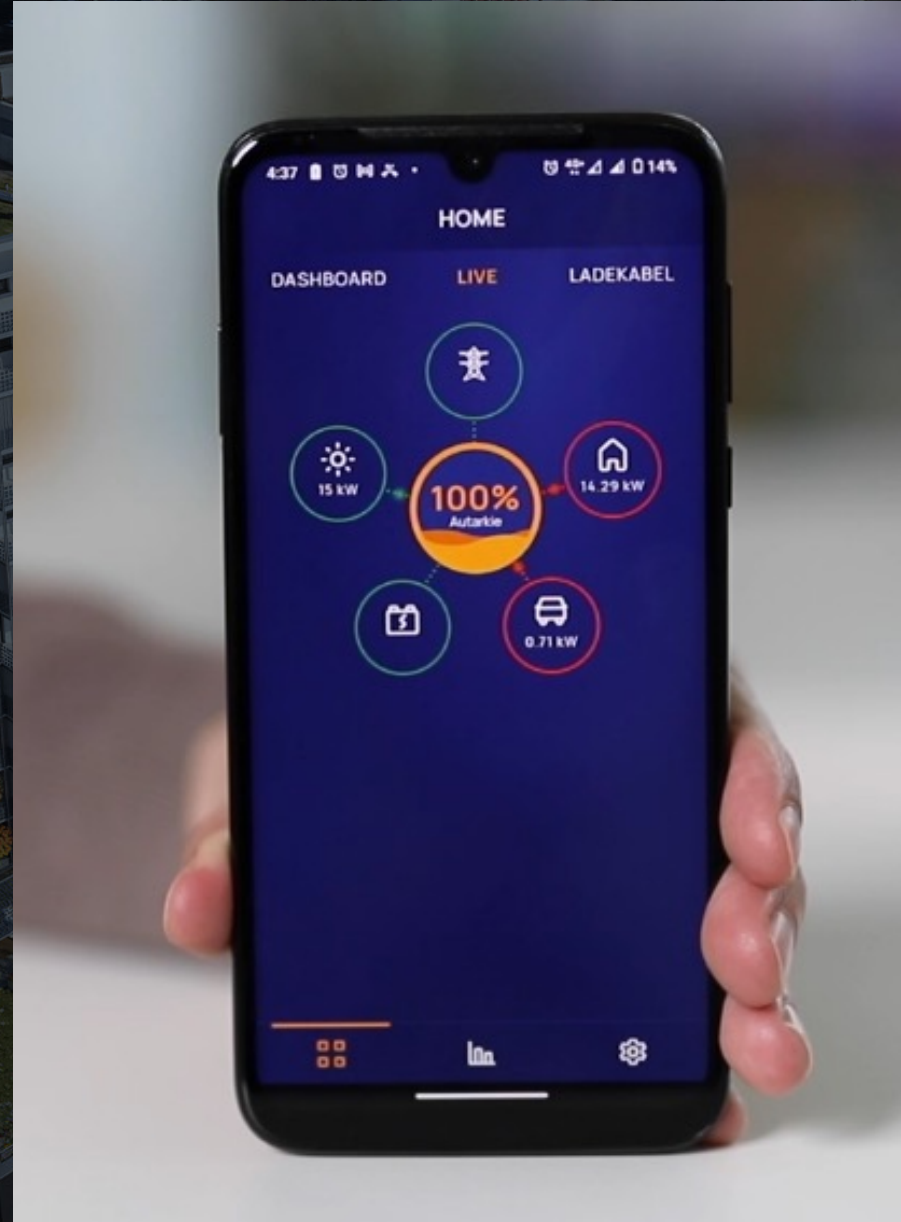 4:37 14%
HOME
DASHBOARD LIVE LADEKABEL
15 kW
14.29 kW
100%
Autarkie
0.71 kW